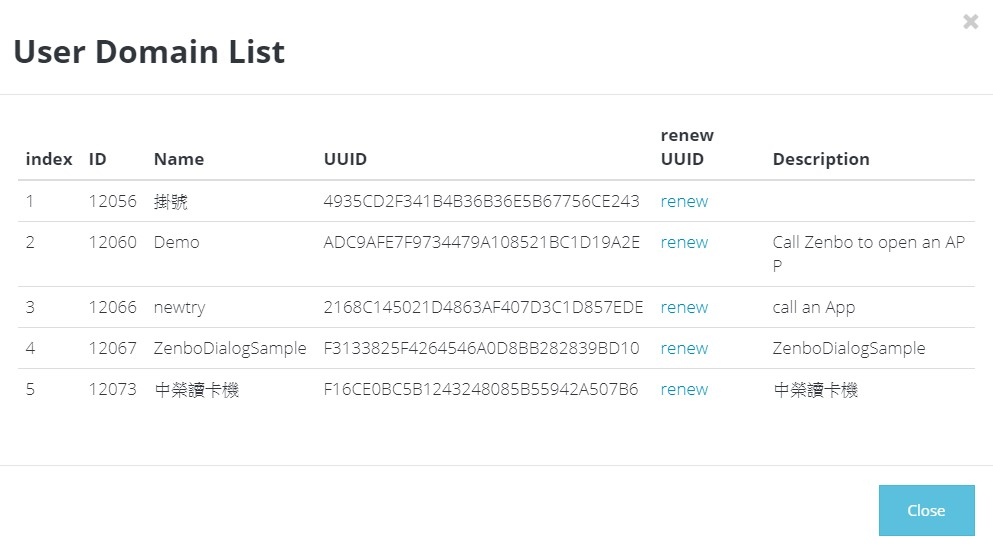 User Domain List
index ID Name UUID renew UUID Description
1 12056 掛號 4935CD2F341B4B36B36E5B67756CE243 renew
2 12060 Demo ADC9AFE7F9734479A108521BC1D19A2E renew Call Zenbo to open an AP
P
3 12066 newtry 2168C145021D4863AF407D3C1D857EDE renew call an App
4 12067 ZenboDialogSample F3133825F4264546A0D8BB282839BD10 renew ZenboDialogSample
5 12073 中榮讀卡機 F16CE0BC5B1243248085B55942A507B6 renew 中榮讀卡機
Close